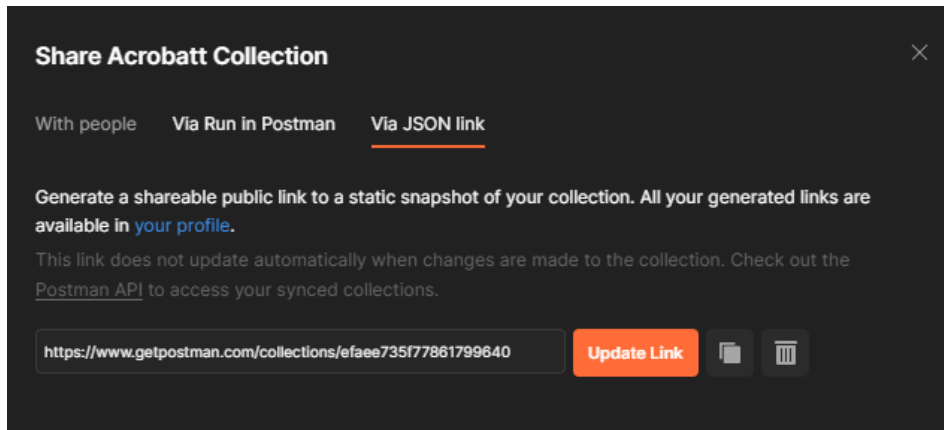 Share Acrobatt Collection
With people Via Run in Postman Via JSON link
Generate a shareable public link to a static snapshot of your collection. All your generated links are
available in your profile.
This link does not update automatically when changes are made to the collection. Check out the
Postman API to access your synced collections.
https://www.getpostman.com/collections/efaee735f77861799640 Update Link